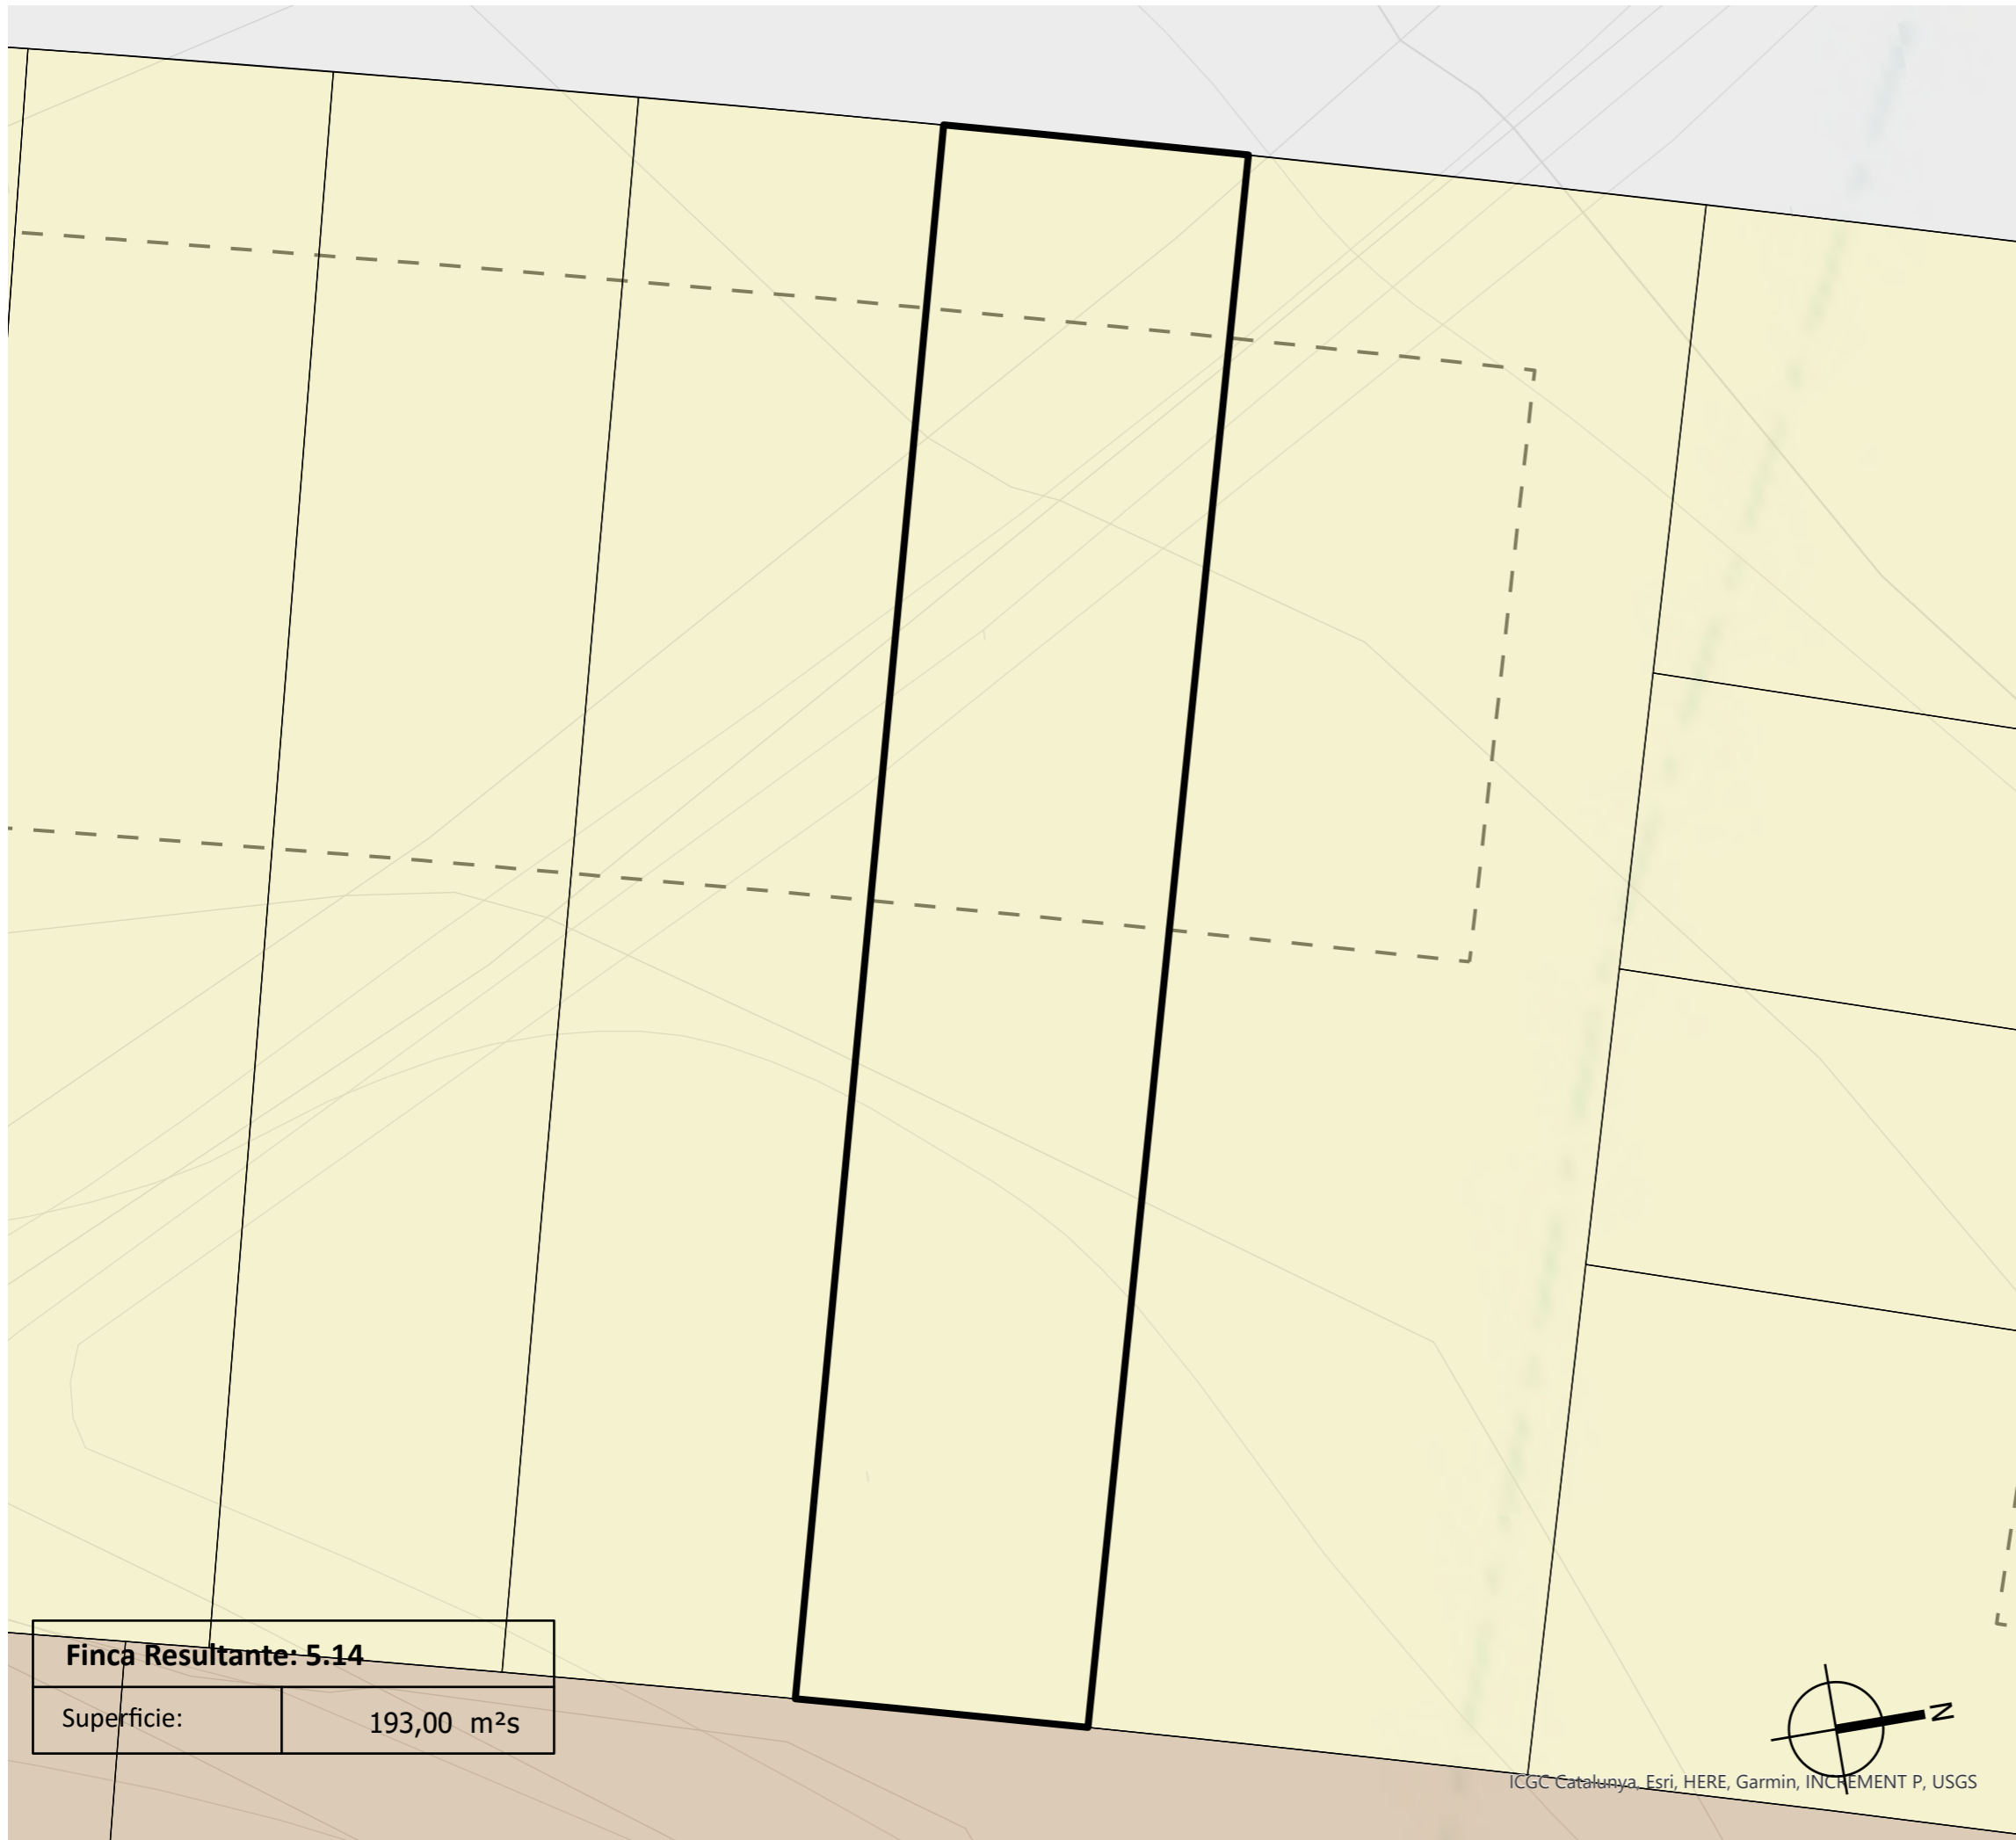 Finca Resultante: 5.14
Superficie: 193,00 m²s
N
ICGC Catalunya, Esri, HERE, Garmin, INCREMENT P, USGS